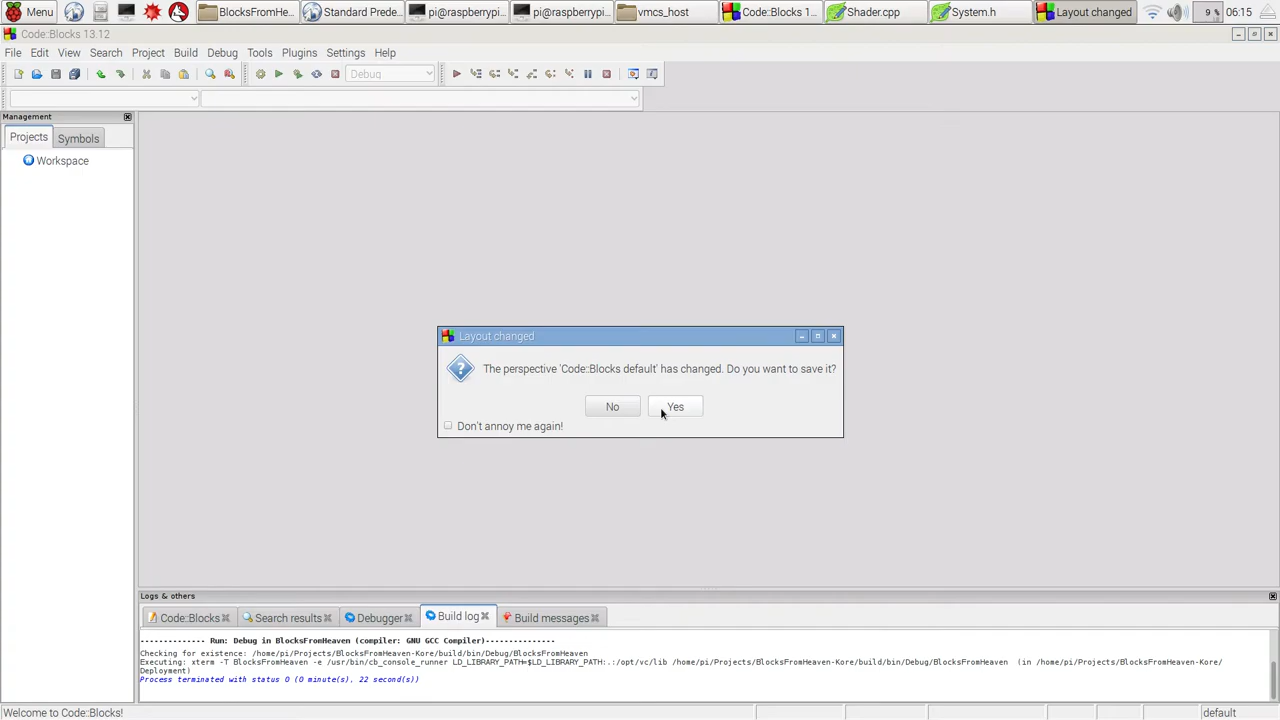 Menu BlocksFromHe... Standard Prede... pi@raspberrypi... pi@raspberrypi... vmcs_host Code::Blocks 1... Shader.cpp System.h Layout changed 9 % 06:15
Code::Blocks 13.12
File Edit View Search Project Build Debug Tools Plugins Settings Help
Debug
Management
Projects Symbols
Workspace
Layout changed
The perspective 'Code::Blocks default' has changed. Do you want to save it?
No Yes
Don't annoy me again!
Logs & others
Code::Blocks Search results Debugger Build log Build messages
-------------- Run: Debug in BlocksFromHeaven (compiler: GNU GCC Compiler)---------------
Checking for existence: /home/pi/Projects/BlocksFromHeaven-Kore/build/bin/Debug/BlocksFromHeaven
Executing: xterm -T BlocksFromHeaven -e /usr/bin/cb_console_runner LD_LIBRARY_PATH=$LD_LIBRARY_PATH:.:/opt/vc/lib /home/pi/Projects/BlocksFromHeaven-Kore/build/bin/Debug/BlocksFromHeaven (in /home/pi/Projects/BlocksFromHeaven-Kore/
Deployment)
Process terminated with status 0 (0 minute(s), 22 second(s))
Welcome to Code::Blocks! default